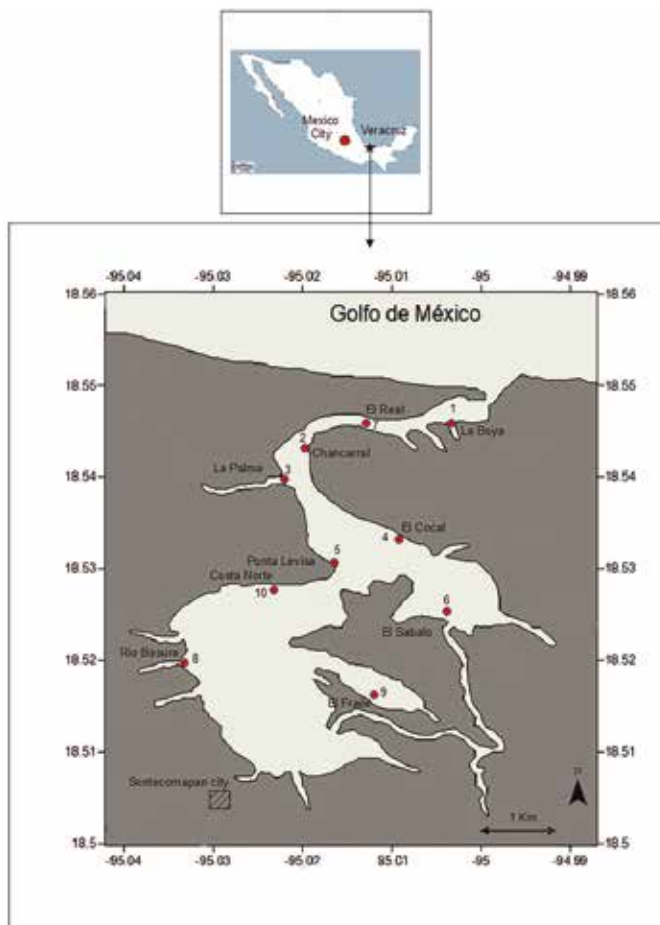 Mexico
City
Veracruz
-95.04 -95.03 -95.02 -95.01 -95 -94.99
18.56 18.56
Golfo de México
18.55 18.55
El Real
1
La Boya
2
Chancarral
18.54 18.54
La Palma
3
El Cocal
4
18.53 18.53
Punta Levisa
5
Costa Norte
10
6
El Sabalo
18.52 18.52
Rio Basura
8
9
El Fraile
18.51 18.51
Sontecomapan city
1 Km
18.5 18.5
-95.04 -95.03 -95.02 85.01 -95 -94.99